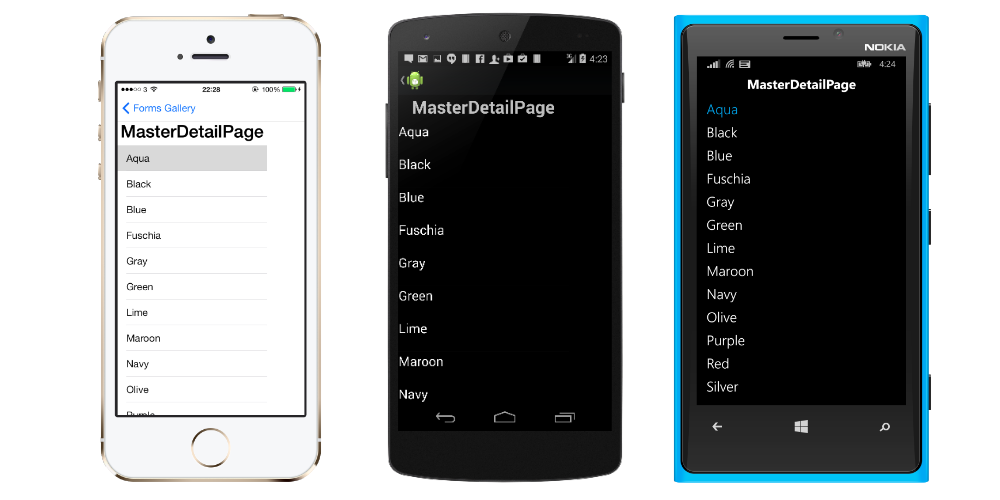 3 22:28 100%
Forms Gallery
MasterDetailPage
Aqua
Black
Blue
Fuschia
Gray
Green
Lime
Maroon
Navy
Olive
Purple
4:23
MasterDetailPage
Aqua
Black
Blue
Fuschia
Gray
Green
Lime
Maroon
Navy
NOKIA
4:24
MasterDetailPage
Aqua
Black
Blue
Fuschia
Gray
Green
Lime
Maroon
Navy
Olive
Purple
Red
Silver